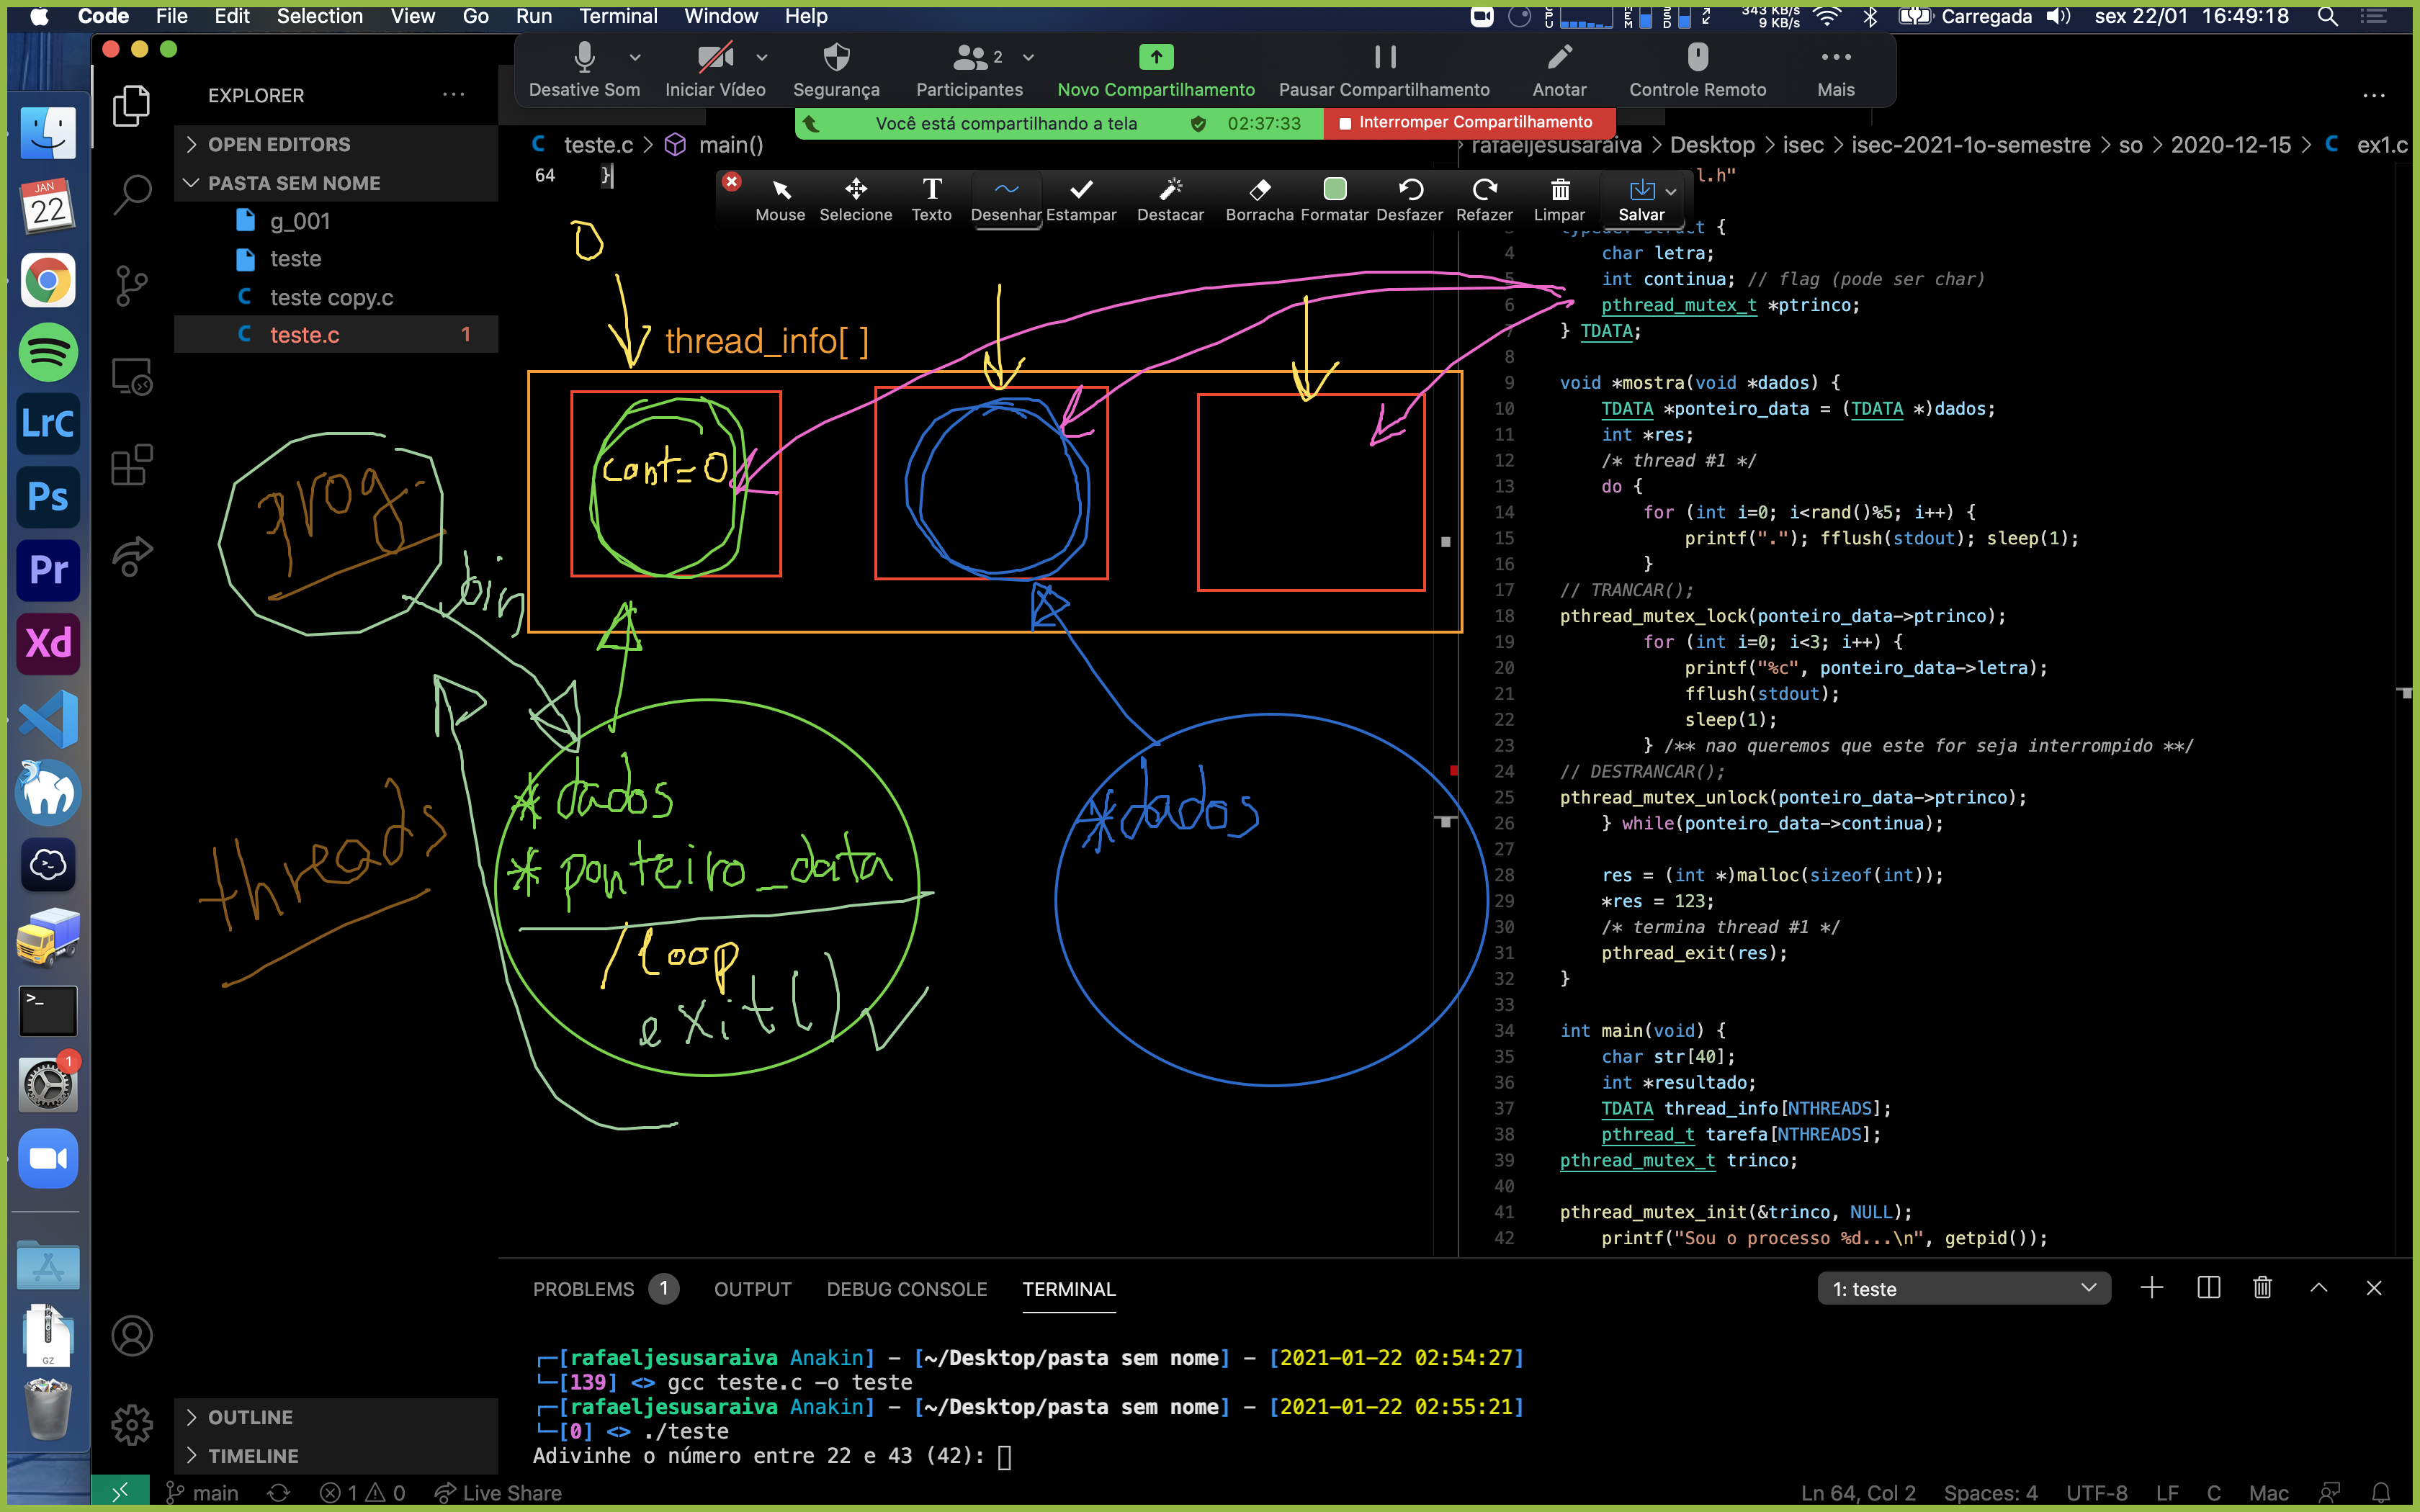 Code File Edit Selection View Go Run Terminal Window Help
343 KB/s
9 KB/s
Carregada sex 22/01 16:49:18
Desative Som Iniciar Vídeo Segurança Participantes 2 Novo Compartilhamento Pausar Compartilhamento Anotar Controle Remoto Mais
Você está compartilhando a tela 02:37:33 Interromper Compartilhamento
Mouse Selecione Texto Desenhar Estampar Destacar Borracha Formatar Desfazer Refazer Limpar Salvar
JAN
22
LrC
Ps
Pr
Xd
1
GZ
EXPLORER
OPEN EDITORS
PASTA SEM NOME
g_001
teste
C teste copy.c
C teste.c 1
OUTLINE
TIMELINE
C teste.c > main()
64 }
thread_info[ ]
cont=0
prog.
.bin
threads
* dados
* ponteiro_data
/loop
exit()
*dados
rafaeljesusaraiva > Desktop > isec > isec-2021-1o-semestre > so > 2020-12-15 > C ex1.c
l.h"
3 typedef struct {
4 char letra;
5 int continua; // flag (pode ser char)
6 pthread_mutex_t *ptrinco;
7 } TDATA;
8
9 void *mostra(void *dados) {
10 TDATA *ponteiro_data = (TDATA *)dados;
11 int *res;
12 /* thread #1 */
13 do {
14 for (int i=0; i<rand()%5; i++) {
15 printf("."); fflush(stdout); sleep(1);
16 }
17 // TRANCAR();
18 pthread_mutex_lock(ponteiro_data->ptrinco);
19 for (int i=0; i<3; i++) {
20 printf("%c", ponteiro_data->letra);
21 fflush(stdout);
22 sleep(1);
23 } /** nao queremos que este for seja interrompido **/
24 // DESTRANCAR();
25 pthread_mutex_unlock(ponteiro_data->ptrinco);
26 } while(ponteiro_data->continua);
27
28 res = (int *)malloc(sizeof(int));
29 *res = 123;
30 /* termina thread #1 */
31 pthread_exit(res);
32 }
33
34 int main(void) {
35 char str[40];
36 int *resultado;
37 TDATA thread_info[NTHREADS];
38 pthread_t tarefa[NTHREADS];
39 pthread_mutex_t trinco;
40
41 pthread_mutex_init(&trinco, NULL);
42 printf("Sou o processo %d...\n", getpid());
PROBLEMS 1 OUTPUT DEBUG CONSOLE TERMINAL 1: teste
[rafaeljesusaraiva Anakin] - [~/Desktop/pasta sem nome] - [2021-01-22 02:54:27]
[139] <> gcc teste.c -o teste
[rafaeljesusaraiva Anakin] - [~/Desktop/pasta sem nome] - [2021-01-22 02:55:21]
[0] <> ./teste
Adivinhe o número entre 22 e 43 (42):
main 1 0 Live Share Ln 64, Col 2 Spaces: 4 UTF-8 LF C Mac